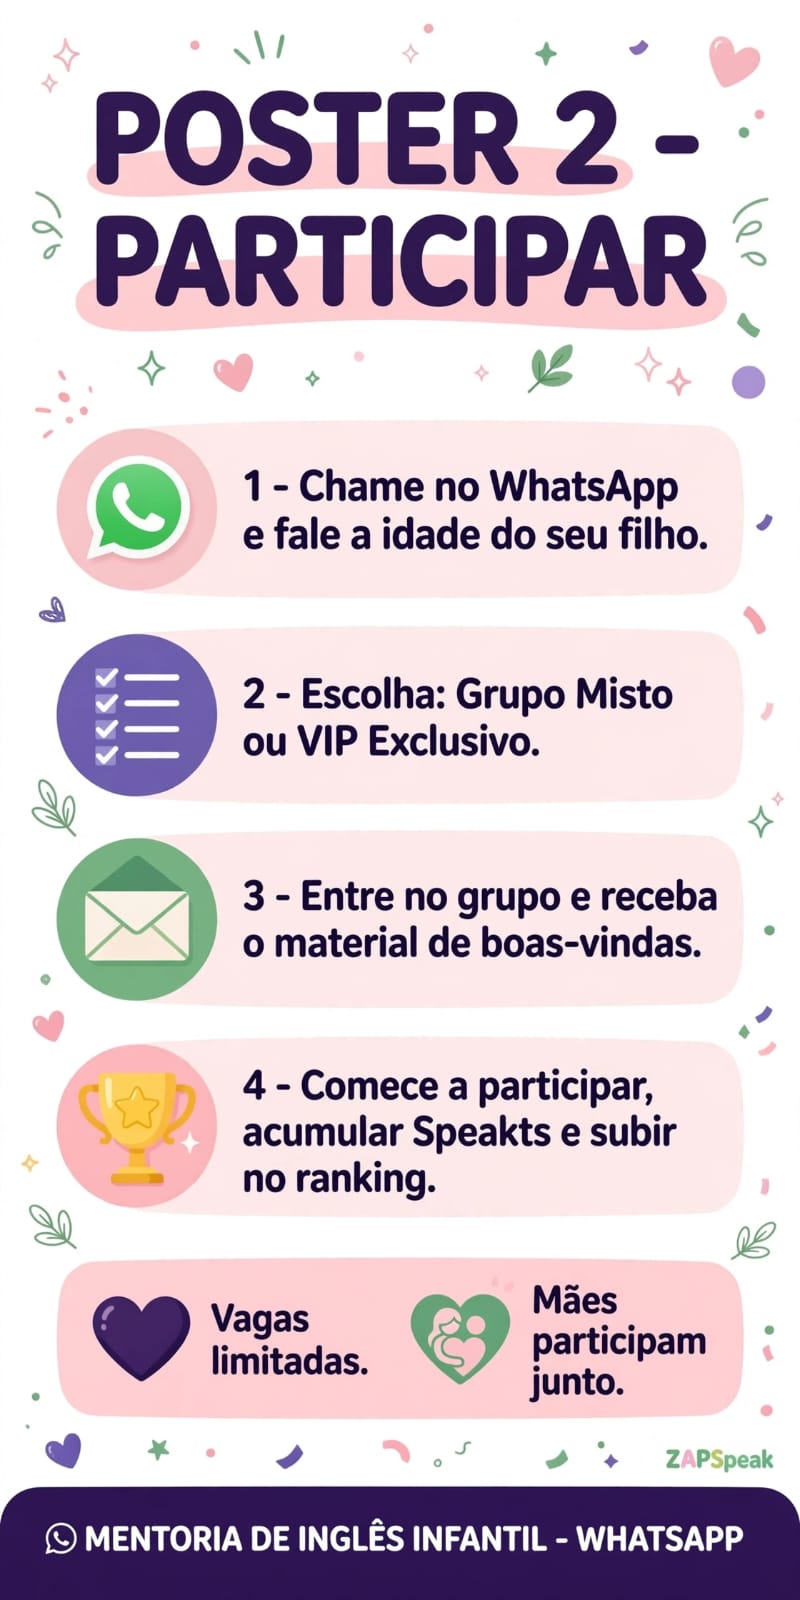 POSTER 2 -
PARTICIPAR
1 - Chame no WhatsApp
e fale a idade do seu filho.
2 - Escolha: Grupo Misto
ou VIP Exclusivo.
3 - Entre no grupo e receba
o material de boas-vindas.
4 - Comece a participar,
acumular Speakts e subir
no ranking.
Vagas
limitadas.
Mães
participam
junto.
ZAPSpeak
MENTORIA DE INGLÊS INFANTIL - WHATSAPP